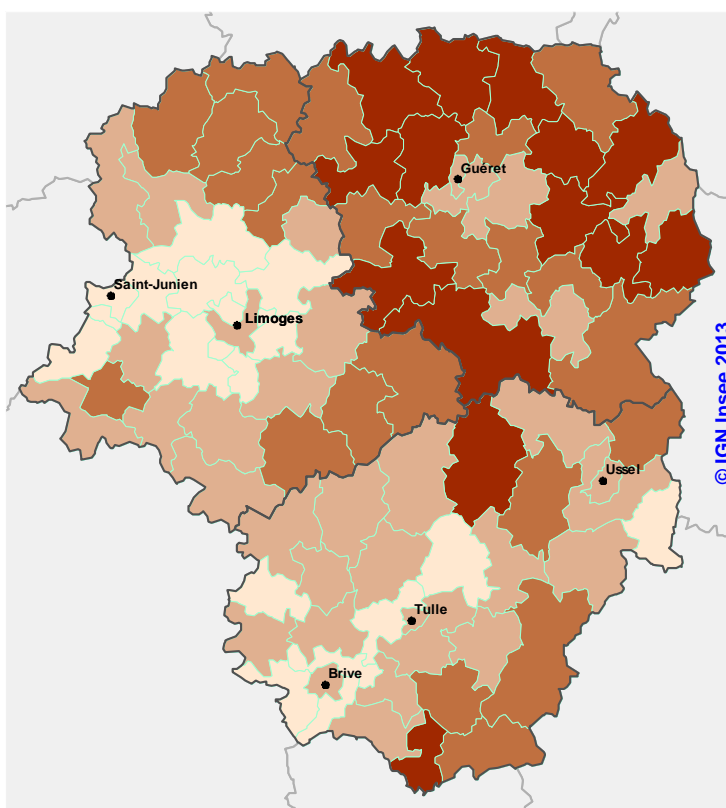 Guéret
Saint-Junien
Limoges
© IGN Insee 2013
Ussel
Tulle
Brive